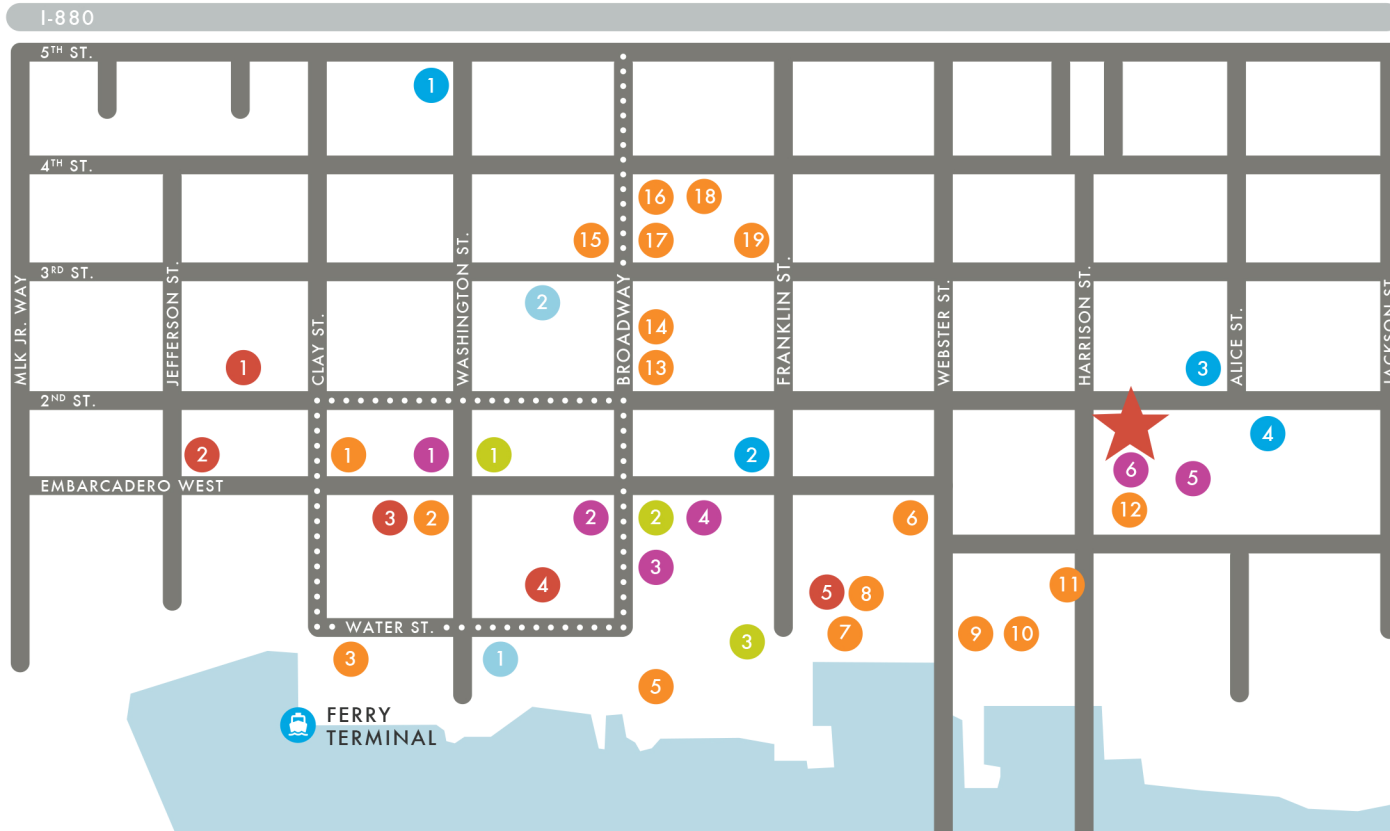 I-880
5TH ST.
1
4TH ST.
16 18
15 17 19
3RD ST.
2
14
13
1
3
MLK JR. WAY
JEFFERSON ST.
CLAY ST.
WASHINGTON ST.
BROADWAY
FRANKLIN ST.
WEBSTER ST.
HARRISON ST.
ALICE ST.
JACKSON ST.
2ND ST.
4
2 1 1 1 2
6 5
EMBARCADERO WEST
3 2 2 2 4 6 12
3
4 5 8 11
WATER ST.
7 9 10
3 1 3
5
FERRY
TERMINAL